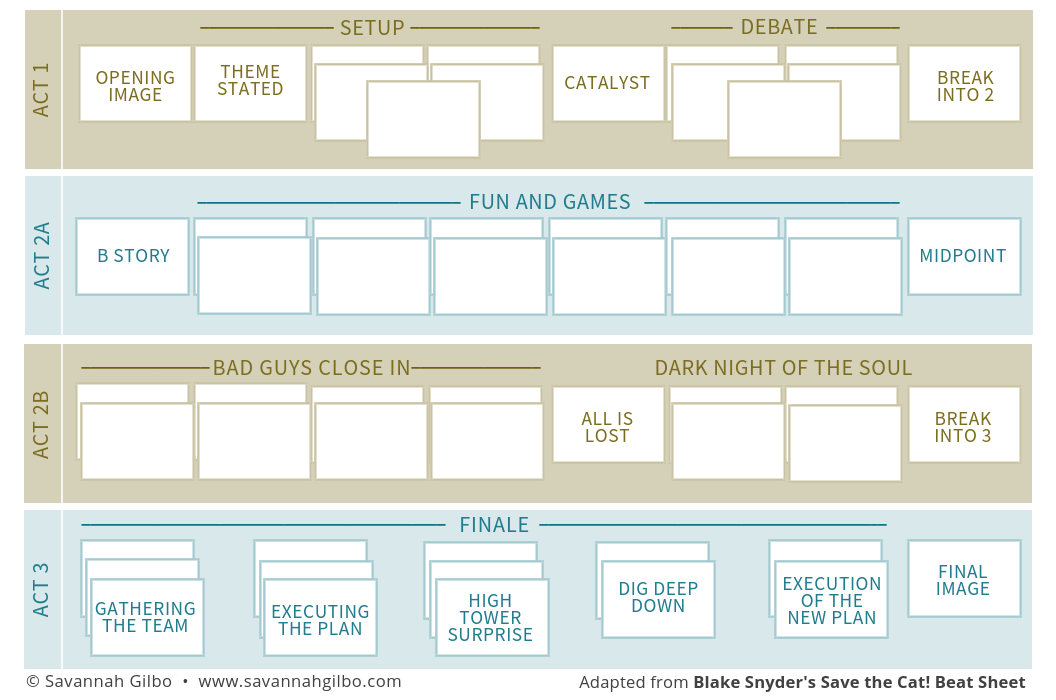 ACT 1
SETUP
DEBATE
OPENING
IMAGE
THEME
STATED
CATALYST
BREAK
INTO 2
ACT 2A
FUN AND GAMES
B STORY
MIDPOINT
ACT 2B
BAD GUYS CLOSE IN
DARK NIGHT OF THE SOUL
ALL IS
LOST
BREAK
INTO 3
ACT 3
FINALE
GATHERING
THE TEAM
EXECUTING
THE PLAN
HIGH
TOWER
SURPRISE
DIG DEEP
DOWN
EXECUTION
OF THE
NEW PLAN
FINAL
IMAGE
© Savannah Gilbo • www.savannahgilbo.com
Adapted from Blake Snyder's Save the Cat! Beat Sheet